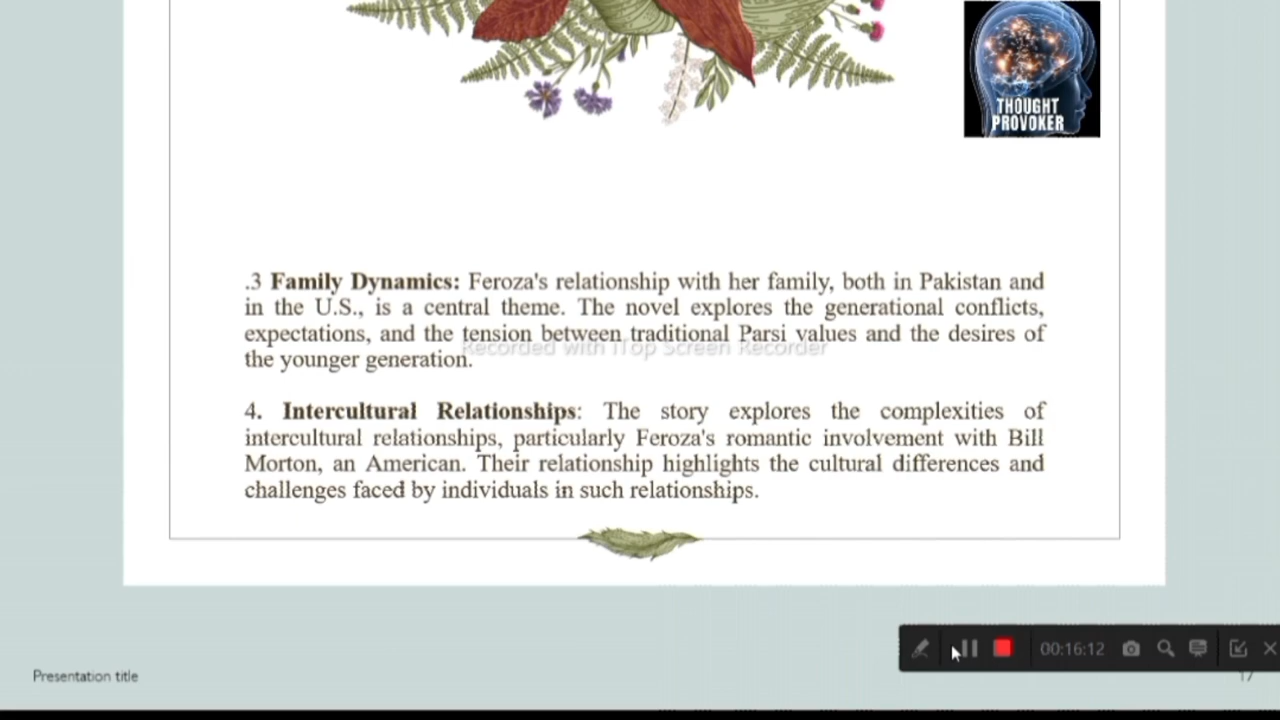 THOUGHT
PROVOKER
.3 Family Dynamics: Feroza's relationship with her family, both in Pakistan and
in the U.S., is a central theme. The novel explores the generational conflicts,
expectations, and the tension between traditional Parsi values and the desires of
Recorded with iTop Screen Recorder
the younger generation.
4. Intercultural Relationships: The story explores the complexities of
intercultural relationships, particularly Feroza's romantic involvement with Bill
Morton, an American. Their relationship highlights the cultural differences and
challenges faced by individuals in such relationships.
00:16:12
Presentation title
17